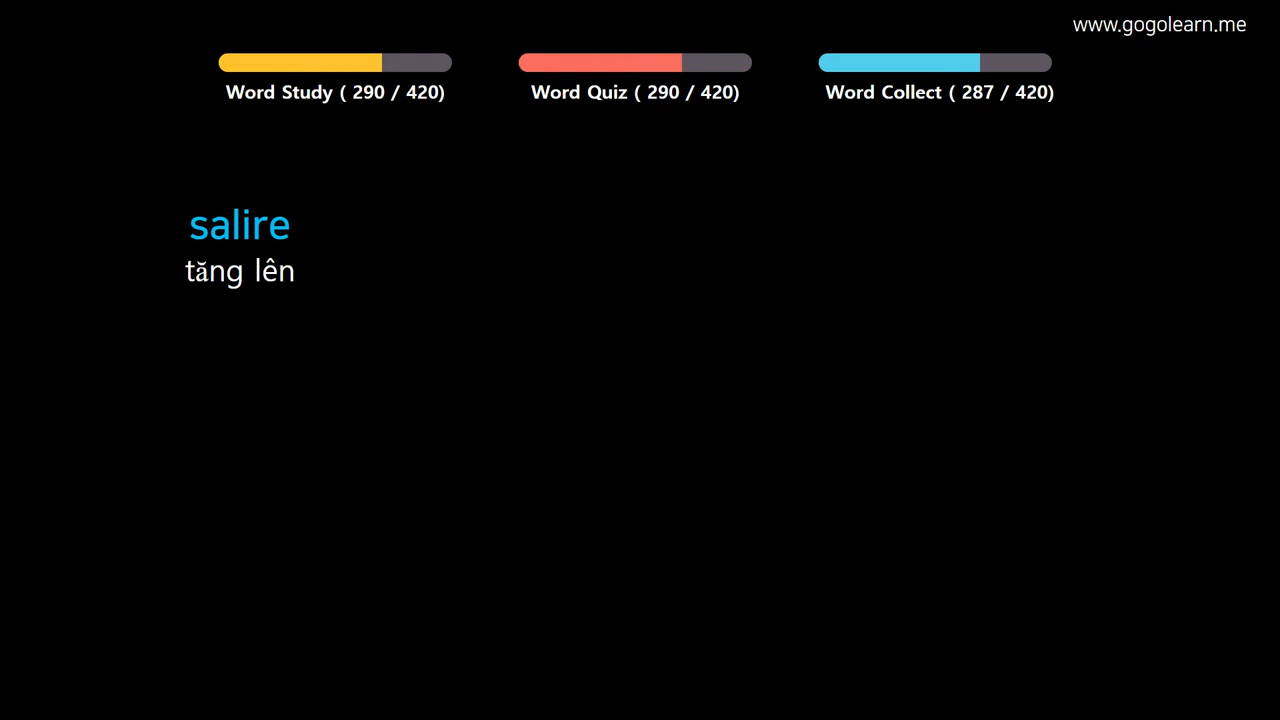 www.gogolearn.me
Word Study ( 290 / 420)
Word Quiz ( 290 / 420)
Word Collect ( 287 / 420)
salire
tăng lên